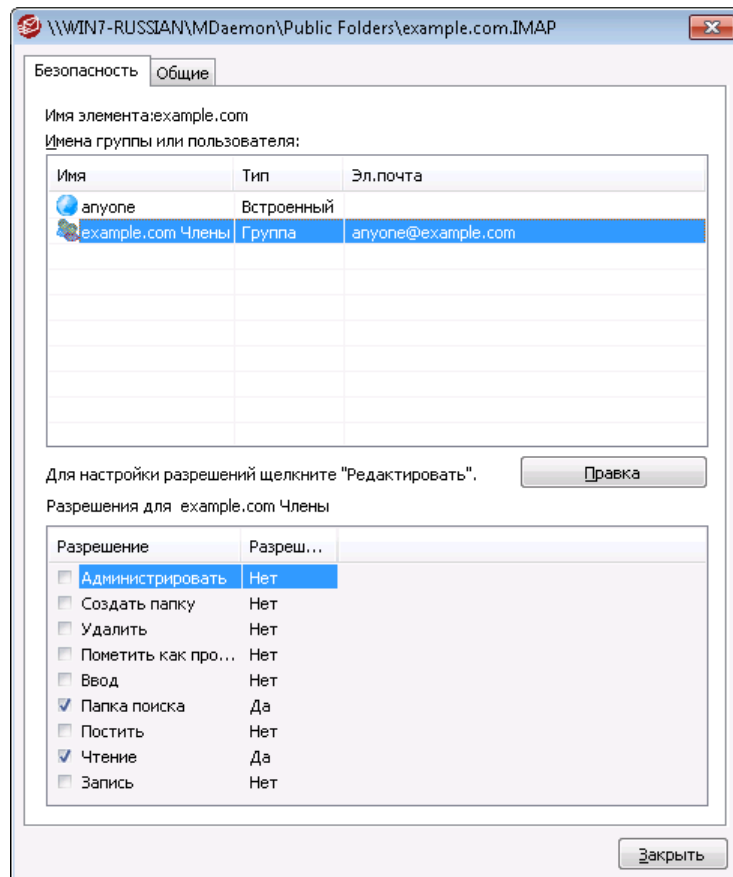 \\WIN7-RUSSIAN\MDaemon\Public Folders\example.com.IMAP
Безопасность Общие
Имя элемента:example.com
Имена группы или пользователя:
Имя Тип Эл.почта
anyone Встроенный
example.com Члены Группа anyone@example.com
Для настройки разрешений щелкните "Редактировать". Правка
Разрешения для example.com Члены
Разрешение Разреш...
Администрировать Нет
Создать папку Нет
Удалить Нет
Пометить как про... Нет
Ввод Нет
Папка поиска Да
Постить Нет
Чтение Да
Запись Нет
Закрыть